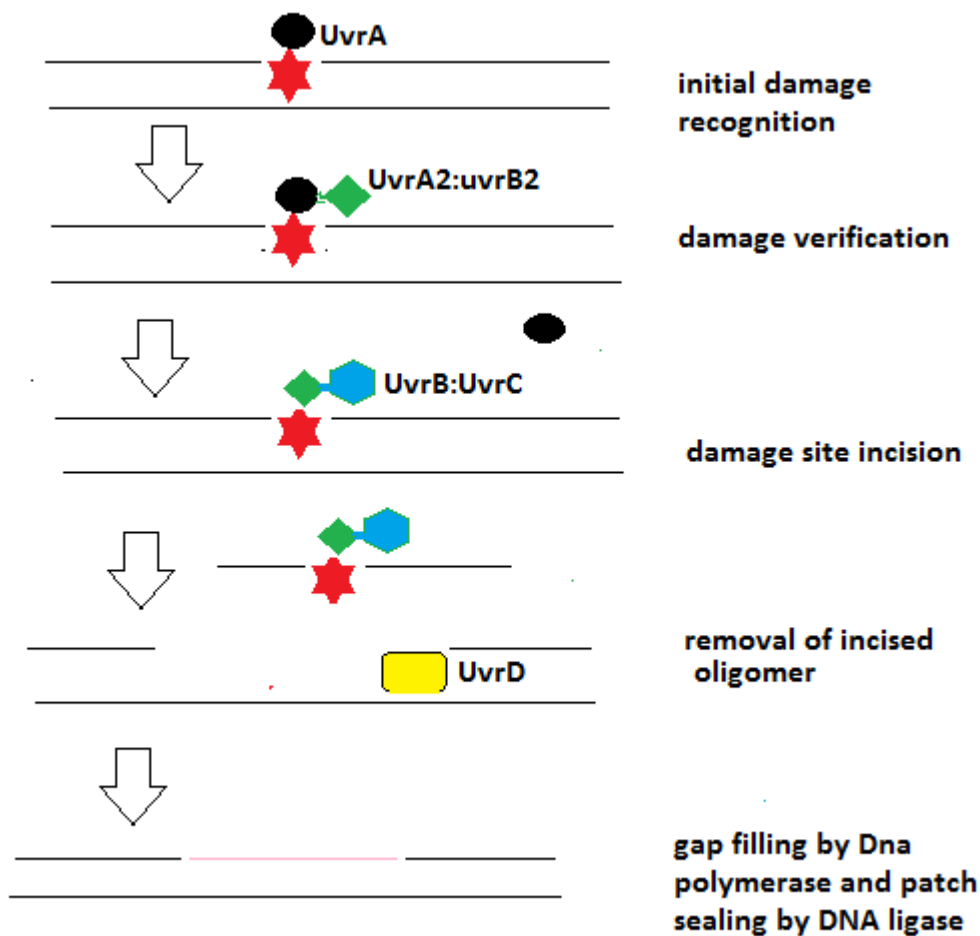 UvrA
initial damage
recognition
UvrA2:uvrB2
damage verification
UvrB:UvrC
damage site incision
removal of incised
oligomer
UvrD
gap filling by Dna
polymerase and patch
sealing by DNA ligase